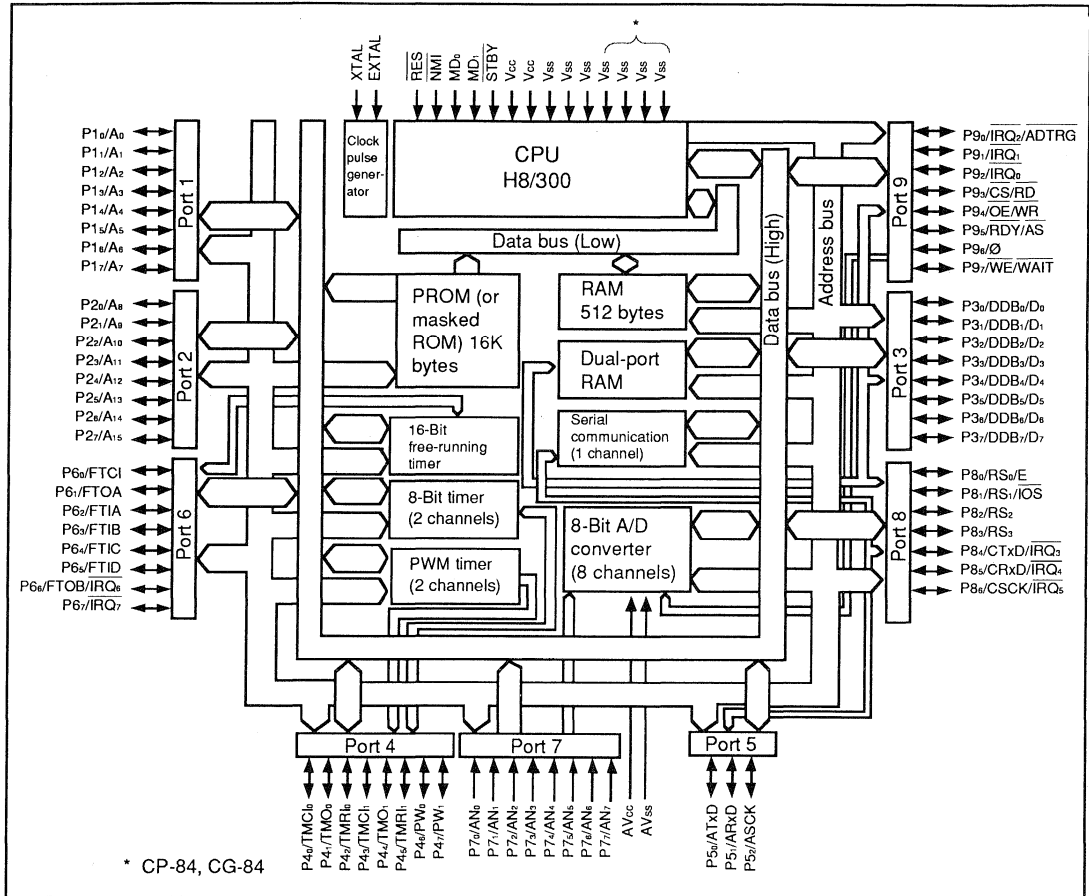 *
XTAL
EXTAL
RES
NMI
MD₀
MD₁
STBY
Vcc
Vcc
Vss
Vss
Vss
Vss
Vss
Vss
Vss
P1₀/A₀
P1₁/A₁
P1₂/A₂
P1₃/A₃
P1₄/A₄
P1₅/A₅
P1₆/A₆
P1₇/A₇
Port 1
Clock
pulse
gener-
ator
CPU
H8/300
Data bus (Low)
PROM (or
masked
ROM) 16K
bytes
RAM
512 bytes
Dual-port
RAM
16-Bit
free-running
timer
Serial
communication
(1 channel)
8-Bit timer
(2 channels)
8-Bit A/D
converter
(8 channels)
PWM timer
(2 channels)
Data bus (High)
Address bus
P2₀/A₈
P2₁/A₉
P2₂/A₁₀
P2₃/A₁₁
P2₄/A₁₂
P2₅/A₁₃
P2₆/A₁₄
P2₇/A₁₅
Port 2
P6₀/FTCI
P6₁/FTOA
P6₂/FTIA
P6₃/FTIB
P6₄/FTIC
P6₅/FTID
P6₆/FTOB/IRQ₆
P6₇/IRQ₇
Port 6
Port 9
P9₀/IRQ₂/ADTRG
P9₁/IRQ₁
P9₂/IRQ₀
P9₃/CS/RD
P9₄/OE/WR
P9₅/RDY/AS
P9₆/Ø
P9₇/WE/WAIT
Port 3
P3₀/DDB₀/D₀
P3₁/DDB₁/D₁
P3₂/DDB₂/D₂
P3₃/DDB₃/D₃
P3₄/DDB₄/D₄
P3₅/DDB₅/D₅
P3₆/DDB₆/D₆
P3₇/DDB₇/D₇
Port 8
P8₀/RS₀/E
P8₁/RS₁/IOS
P8₂/RS₂
P8₃/RS₃
P8₄/CTxD/IRQ₃
P8₅/CRxD/IRQ₄
P8₆/CSCK/IRQ₅
Port 4
Port 7
Port 5
P4₀/TMCI₀
P4₁/TMO₀
P4₂/TMRI₀
P4₃/TMCI₁
P4₄/TMO₁
P4₅/TMRI₁
P4₆/PW₀
P4₇/PW₁
P7₀/AN₀
P7₁/AN₁
P7₂/AN₂
P7₃/AN₃
P7₄/AN₄
P7₅/AN₅
P7₆/AN₆
P7₇/AN₇
AVcc
AVss
P5₀/ATxD
P5₁/ARxD
P5₂/ASCK
* CP-84, CG-84